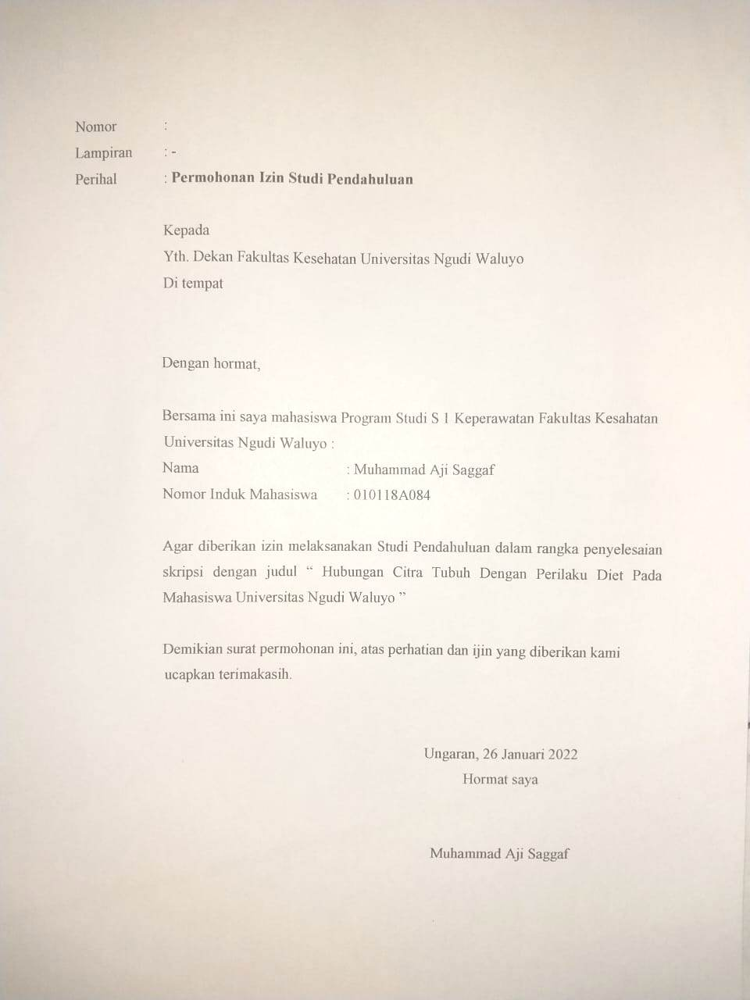 Nomor :
Lampiran : -
Perihal : Permohonan Izin Studi Pendahuluan
Kepada
Yth. Dekan Fakultas Kesehatan Universitas Ngudi Waluyo
Di tempat
Dengan hormat,
Bersama ini saya mahasiswa Program Studi S 1 Keperawatan Fakultas Kesahatan
Universitas Ngudi Waluyo :
Nama : Muhammad Aji Saggaf
Nomor Induk Mahasiswa : 010118A084
Agar diberikan izin melaksanakan Studi Pendahuluan dalam rangka penyelesaian
skripsi dengan judul “ Hubungan Citra Tubuh Dengan Perilaku Diet Pada
Mahasiswa Universitas Ngudi Waluyo ”
Demikian surat permohonan ini, atas perhatian dan ijin yang diberikan kami
ucapkan terimakasih.
Ungaran, 26 Januari 2022
Hormat saya
Muhammad Aji Saggaf